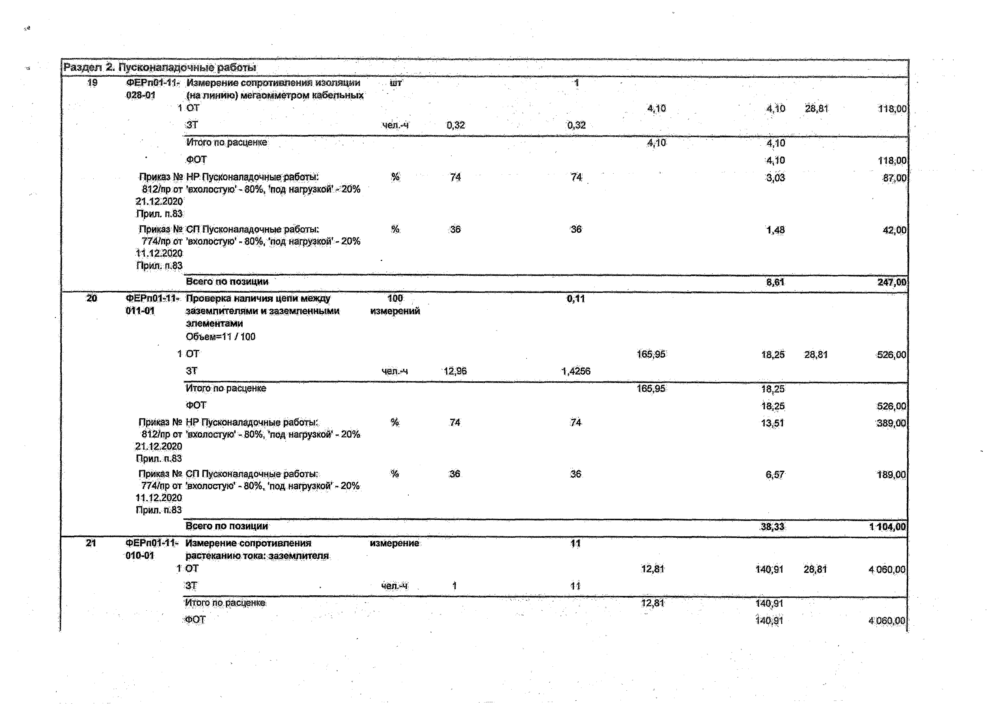 Раздел 2. Пусконаладочные работы
19 ФЕРп01-11- Измерение сопротивления изоляции шт 1
028-01 (на линию) мегаомметром кабельных
1 ОТ 4,10 4,10 28,81 118,00
ЗТ чел.-ч 0,32 0,32
Итого по расценке 4,10 4,10
ФОТ 4,10 118,00
Приказ № НР Пусконаладочные работы: % 74 74 3,03 87,00
812/пр от 'вхолостую' - 80%, 'под нагрузкой' - 20%
21.12.2020
Прил. п.83
Приказ № СП Пусконаладочные работы: % 36 36 1,48 42,00
774/пр от 'вхолостую' - 80%, 'под нагрузкой' - 20%
11.12.2020
Прил. п.83
Всего по позиции 8,61 247,00
20 ФЕРп01-11- Проверка наличия цепи между 100 0,11
011-01 заземлителями и заземленными измерений
элементами
Объем=11 / 100
1 ОТ 165,95 18,25 28,81 526,00
ЗТ чел.-ч 12,96 1,4256
Итого по расценке 165,95 18,25
ФОТ 18,25 526,00
Приказ № НР Пусконаладочные работы: % 74 74 13,51 389,00
812/пр от 'вхолостую' - 80%, 'под нагрузкой' - 20%
21.12.2020
Прил. п.83
Приказ № СП Пусконаладочные работы: % 36 36 6,57 189,00
774/пр от 'вхолостую' - 80%, 'под нагрузкой' - 20%
11.12.2020
Прил. п.83
Всего по позиции 38,33 1 104,00
21 ФЕРп01-11- Измерение сопротивления измерение 11
010-01 растеканию тока: заземлителя
1 ОТ 12,81 140,91 28,81 4 060,00
ЗТ чел.-ч 1 11
Итого по расценке 12,81 140,91
ФОТ 140,91 4 060,00